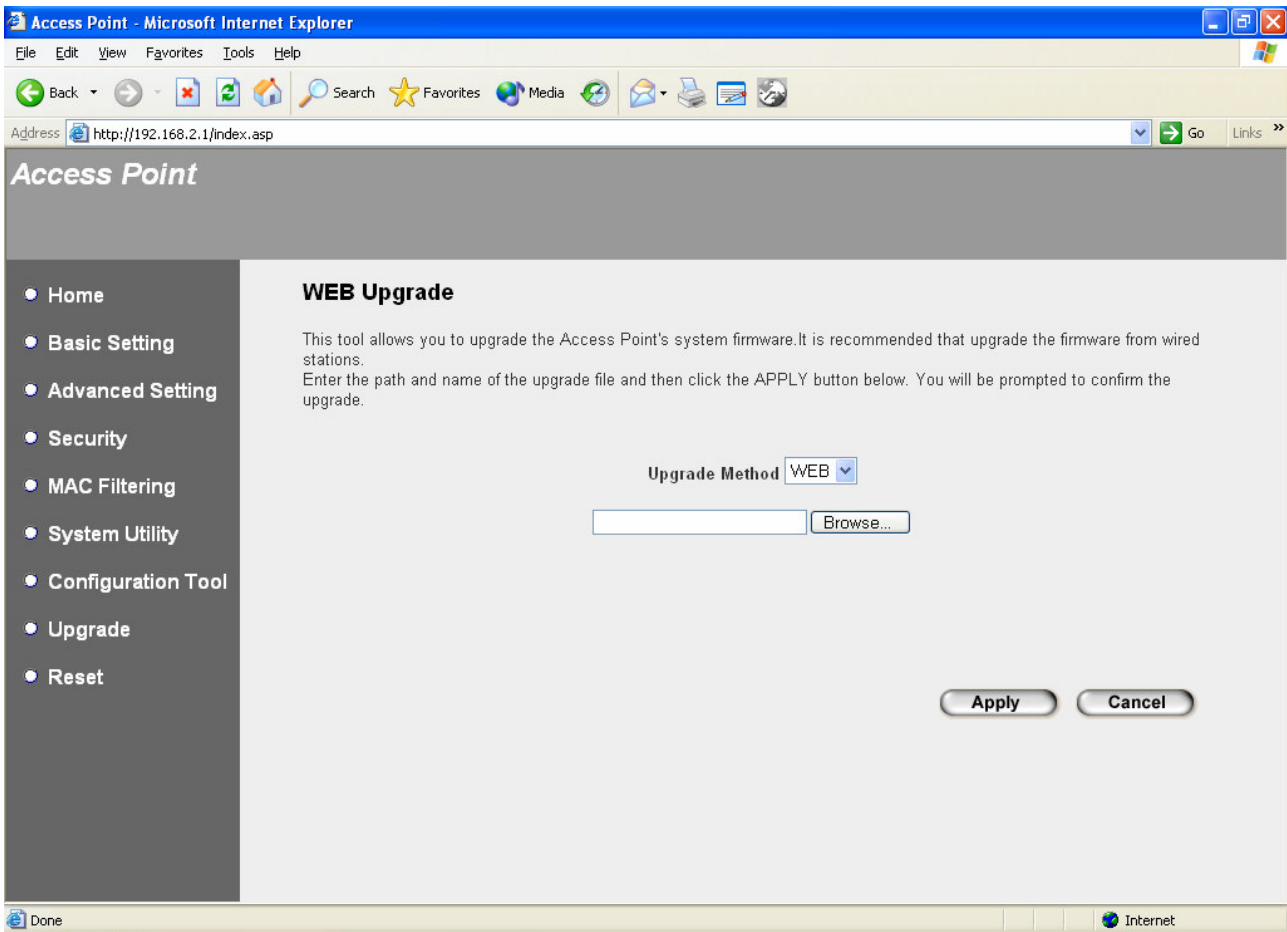 Access Point - Microsoft Internet Explorer
File Edit View Favorites Tools Help
Back Search Favorites Media
Address http://192.168.2.1/index.asp Go Links »
Access Point
Home
Basic Setting
Advanced Setting
Security
MAC Filtering
System Utility
Configuration Tool
Upgrade
Reset
WEB Upgrade
This tool allows you to upgrade the Access Point's system firmware.It is recommended that upgrade the firmware from wired
stations.
Enter the path and name of the upgrade file and then click the APPLY button below. You will be prompted to confirm the
upgrade.
Upgrade Method WEB
Browse...
Apply Cancel
Done Internet